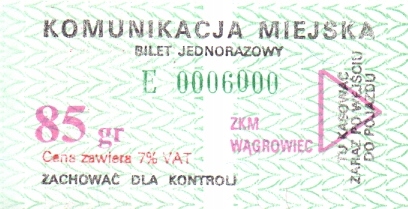 KOMUNIKACJA MIEJSKA
BILET JEDNORAZOWY
E 0006000
85 gr
Cena zawiera 7% VAT
ZACHOWAĆ DLA KONTROLI
ZKM
WĄGROWIEC
TU KASOWAĆ
ZARAZ PO WEJŚCIU
DO POJAZDU